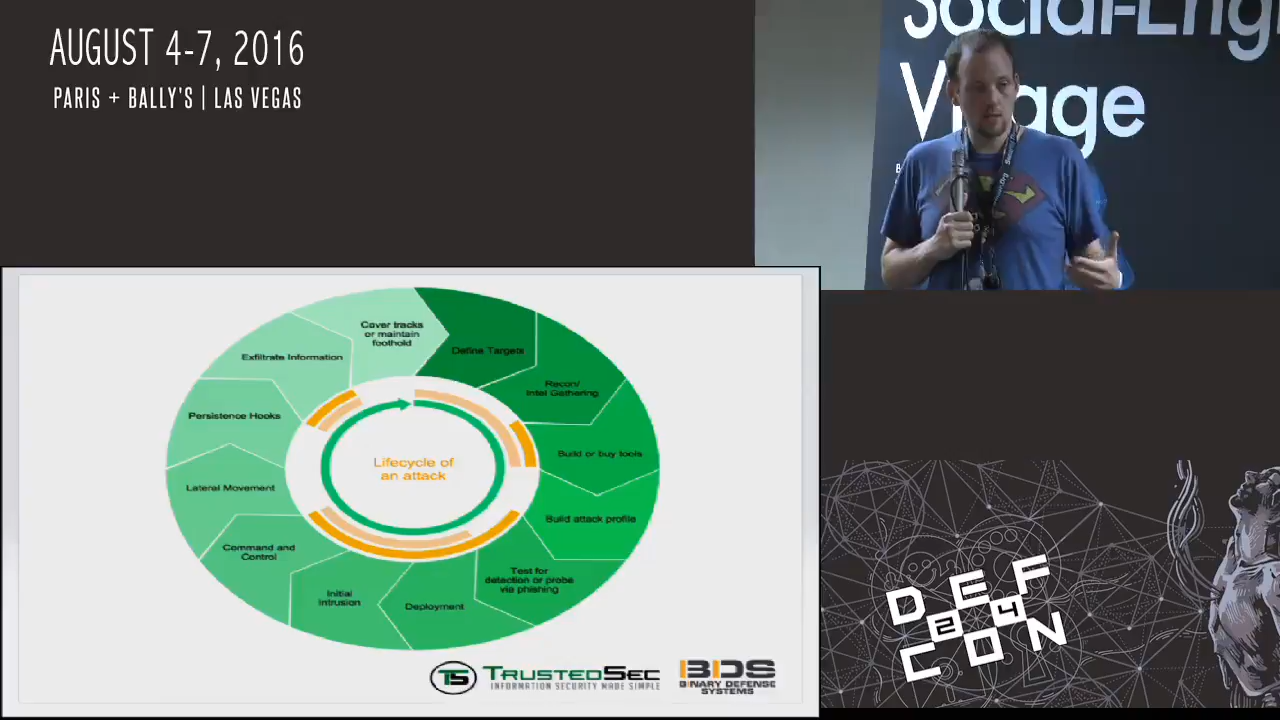 AUGUST 4-7, 2016
PARIS + BALLY'S | LAS VEGAS
Social-Engi
Village
Cover tracks
or maintain
foothold
Define Targets
Recon/
Intel Gathering
Build or buy tools
Build attack profile
Test for
detection or probe
via phishing
Deployment
Initial
Intrusion
Command and
Control
Lateral Movement
Persistence Hooks
Exfiltrate Information
Lifecycle of
an attack
TS
TRUSTEDSEC
INFORMATION SECURITY MADE SIMPLE
BDS
BINARY DEFENSE
SYSTEMS
DEF
24
CON